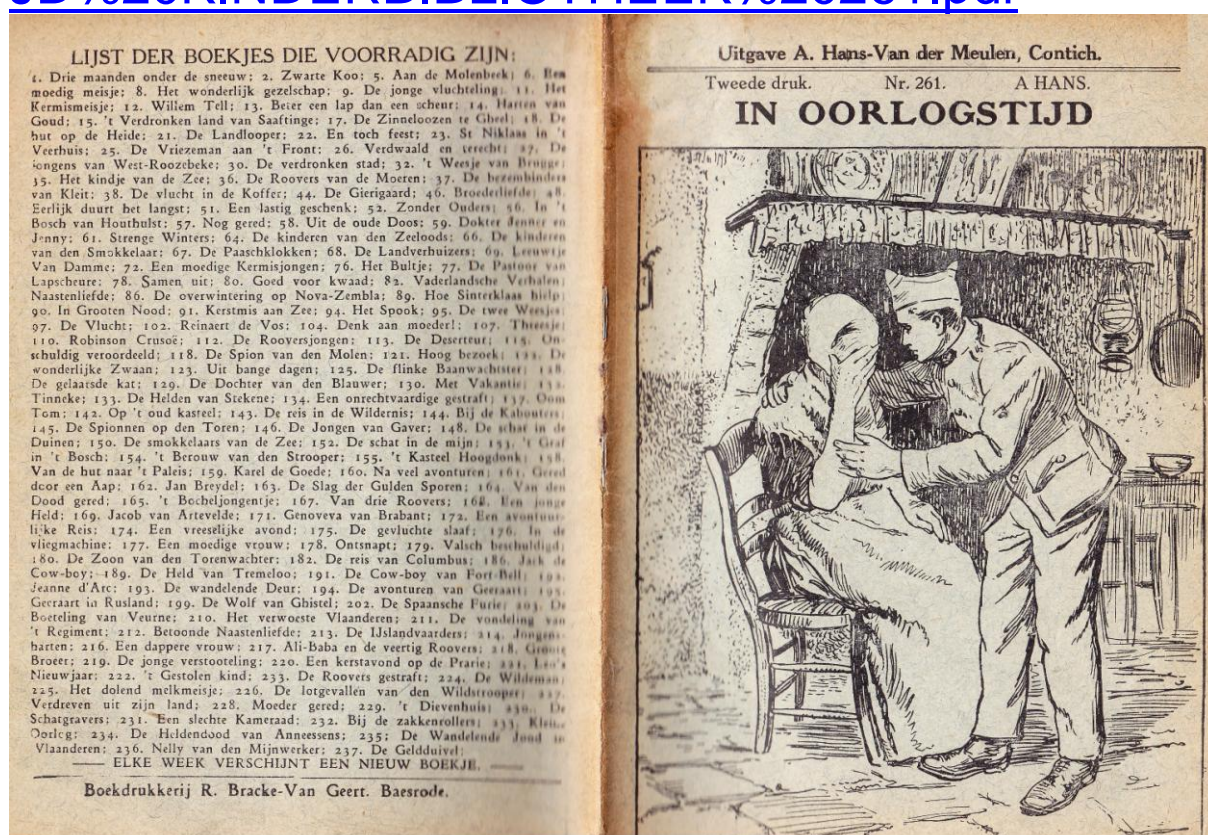 JD%20KINDERBIBLIOTHEEK%20261.pdf
LIJST DER BOEKJES DIE VOORRADIG ZIJN:
1. Drie maanden onder de sneeuw; 2. Zwarte Koo; 5. Aan de Molenbeek; 6. Een
moedig meisje; 8. Het wonderlijk gezelschap; 9. De jonge vluchteling; 11. Het
Kermismeisje; 12. Willem Tell; 13. Beter een lap dan een scheur; 14. Harten van
Goud; 15. 't Verdronken land van Saaftinge; 17. De Zinneloozen te Gheel; 18. De
hut op de Heide; 21. De Landlooper; 22. En toch feest; 23. St Niklaas in 't
Veerhuis; 25. De Vriezeman aan 't Front; 26. Verdwaald en terecht; 27. De
jongens van West-Roozebeke; 30. De verdronken stad; 32. 't Weesje van Brugge;
35. Het kindje van de Zee; 36. De Roovers van de Moeren; 37. De bezembinders
van Kleit; 38. De vlucht in de Koffer; 44. De Gierigaard; 46. Broederliefde; 48.
Eerlijk duurt het langst; 51. Een lastig geschenk; 52. Zonder Ouders; 56. In 't
Bosch van Houthulst; 57. Nog gered; 58. Uit de oude Doos; 59. Dokter Jenner en
Jenny; 61. Strenge Winters; 64. De kinderen van den Zeeloods; 66. De kinderen
van den Smokkelaar; 67. De Paaschklokken; 68. De Landverhuizers; 69. Leeuwtje
Van Damme; 72. Een moedige Kermisjongen; 76. Het Bultje; 77. De Pastoor van
Lapscheure; 78. Samen uit; 80. Goed voor kwaad; 82. Vaderlandsche Verhalen;
Naastenliefde; 86. De overwintering op Nova-Zembla; 89. Hoe Sinterklaas hielp;
90. In Grooten Nood; 91. Kerstmis aan Zee; 94. Het Spook; 95. De twee Weesjes;
97. De Vlucht; 102. Reinaert de Vos; 104. Denk aan moeder!; 107. Threesje;
110. Robinson Crusoë; 112. De Rooversjongen; 113. De Deserteur; 115. On-
schuldig veroordeeld; 118. De Spion van den Molen; 121. Hoog bezoek; 122. De
wonderlijke Zwaan; 123. Uit bange dagen; 125. De flinke Baanwachtster; 128.
De gelaarsde kat; 129. De Dochter van den Blauwer; 130. Met Vakantie; 132.
Tinneke; 133. De Helden van Stekene; 134. Een onrechtvaardige gestraft; 137. Oom
Tom; 142. Op 't oud kasteel; 143. De reis in de Wildernis; 144. Bij de Kabouters;
145. De Spionnen op den Toren; 146. De Jongen van Gaver; 148. De schat in de
Duinen; 150. De smokkelaars van de Zee; 152. De schat in de mijn; 153. 't Graf
in 't Bosch; 154. 't Berouw van den Strooper; 155. 't Kasteel Hoogdonk; 158.
Van de hut naar 't Paleis; 159. Karel de Goede; 160. Na veel avonturen; 161. Gered
door een Aap; 162. Jan Breydel; 163. De Slag der Gulden Sporen; 164. Van den
Dood gered; 165. 't Bocheljongentje; 167. Van drie Roovers; 168. Een jonge
Held; 169. Jacob van Artevelde; 171. Genoveva van Brabant; 172. Een avontuur-
lijke Reis; 174. Een vreeselijke avond; 175. De gevluchte slaaf; 176. In de
vliegmachine; 177. Een moedige vrouw; 178. Ontsnapt; 179. Valsch beschuldigd;
180. De Zoon van den Torenwachter; 182. De reis van Columbus; 186. Jack de
Cow-boy; 189. De Held van Tremeloo; 191. De Cow-boy van Fort-Bell; 192.
Jeanne d'Arc; 193. De wandelende Deur; 194. De avonturen van Geeraart; 195.
Geeraart in Rusland; 199. De Wolf van Ghistel; 202. De Spaansche Furie; 203. De
Boeteling van Veurne; 210. Het verwoeste Vlaanderen; 211. De vondeling van
't Regiment; 212. Betoonde Naastenliefde; 213. De IJslandvaarders; 214. Jongens-
harten; 216. Een dappere vrouw; 217. Ali-Baba en de veertig Roovers; 218. Groote
Broeer; 219. De jonge verstooteling; 220. Een kerstavond op de Prarie; 221. Leo's
Nieuwjaar; 222. 't Gestolen kind; 223. De Roovers gestraft; 224. De Wildeman;
225. Het dolend melkmeisje; 226. De lotgevallen van den Wildstrooper; 227.
Verdreven uit zijn land; 228. Moeder gered; 229. 't Dievenhuis; 230. De
Schatgravers; 231. Een slechte Kameraad; 232. Bij de zakkenrollers; 233. Kleine
Oorlog; 234. De Heldendood van Anneessens; 235; De Wandelende Jood in
Vlaanderen; 236. Nelly van den Mijnwerker; 237. De Geldduivel;
ELKE WEEK VERSCHIJNT EEN NIEUW BOEKJE.
Boekdrukkerij R. Bracke-Van Geert. Baesrode.
Uitgave A. Hans-Van der Meulen, Contich.
Tweede druk. Nr. 261. A HANS.
IN OORLOGSTIJD